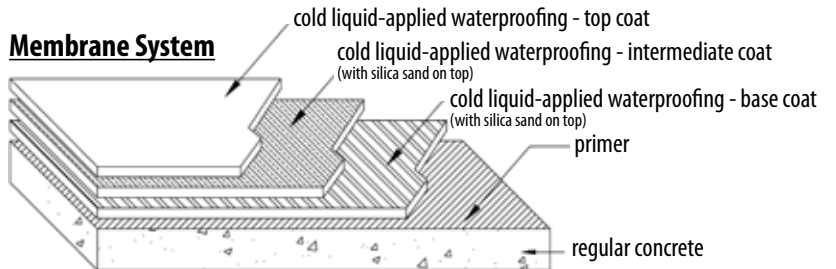 cold liquid-applied waterproofing - top coat
Membrane System
cold liquid-applied waterproofing - intermediate coat
(with silica sand on top)
cold liquid-applied waterproofing - base coat
(with silica sand on top)
primer
regular concrete